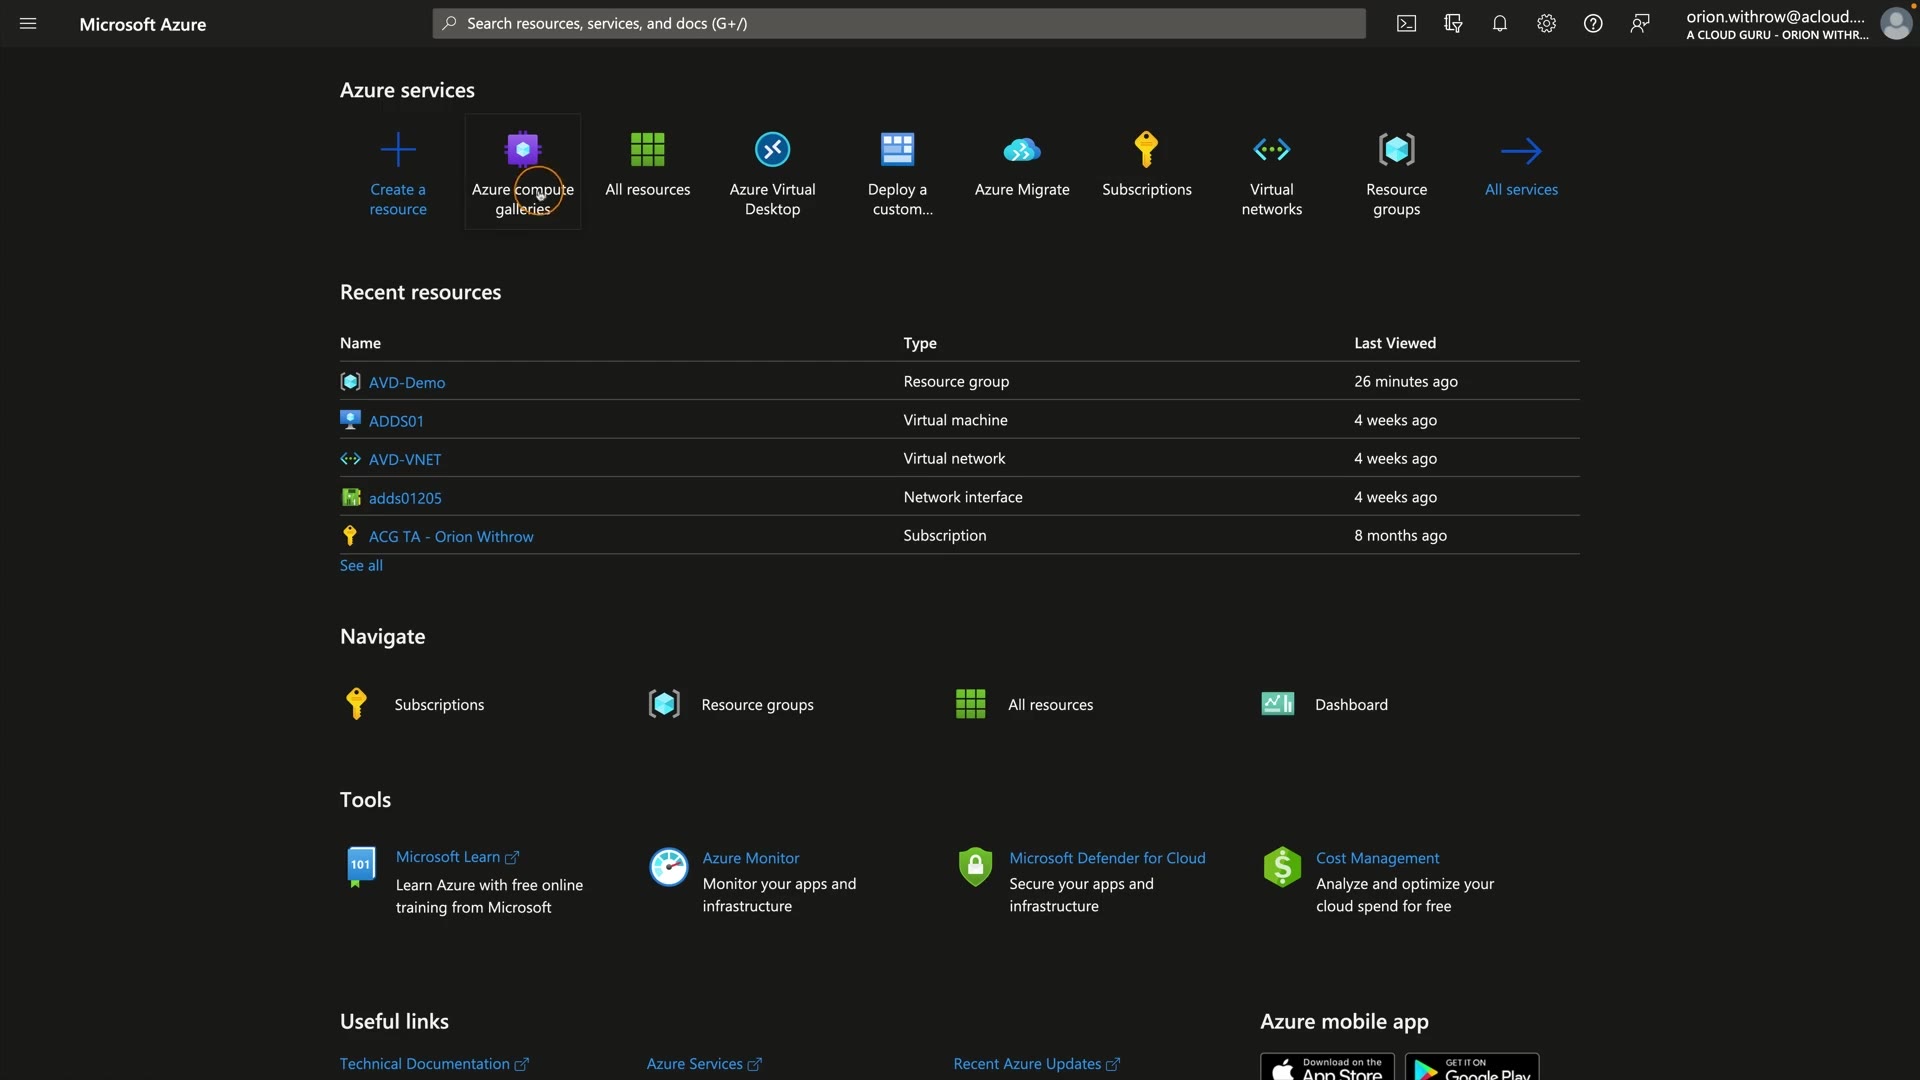 Microsoft Azure
Search resources, services, and docs (G+/)
orion.withrow@acloud....
A CLOUD GURU - ORION WITHR...
Azure services
Create a
resource
Azure compute
galleries
All resources
Azure Virtual
Desktop
Deploy a
custom...
Azure Migrate
Subscriptions
Virtual
networks
Resource
groups
All services
Recent resources
Name Type Last Viewed
AVD-Demo Resource group 26 minutes ago
ADDS01 Virtual machine 4 weeks ago
AVD-VNET Virtual network 4 weeks ago
adds01205 Network interface 4 weeks ago
ACG TA - Orion Withrow Subscription 8 months ago
See all
Navigate
Subscriptions Resource groups All resources Dashboard
Tools
101
Microsoft Learn
Learn Azure with free online
training from Microsoft
Azure Monitor
Monitor your apps and
infrastructure
Microsoft Defender for Cloud
Secure your apps and
infrastructure
Cost Management
Analyze and optimize your
cloud spend for free
Useful links
Technical Documentation Azure Services Recent Azure Updates
Azure mobile app
Download on the
App Store
GET IT ON
Google Play